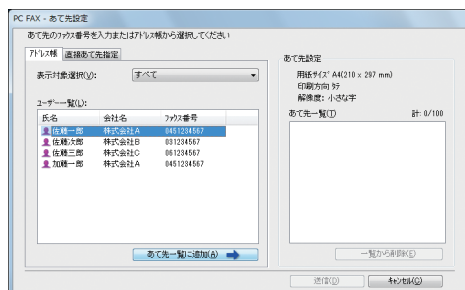 PC FAX - あて先設定
あて先のﾌｧｸｽ番号を入力またはｱﾄﾞﾚｽ帳から選択してください
ｱﾄﾞﾚｽ帳 直接あて先指定
表示対象選択(V): すべて
ユーザー一覧(L):
氏名 会社名 ﾌｧｸｽ番号
佐藤一郎 株式会社A 0451234567
佐藤次郎 株式会社B 031234567
佐藤三郎 株式会社C 061234567
加藤一郎 株式会社A 0451234567
あて先一覧に追加(A)
あて先設定
用紙ｻｲｽﾞ A4(210 x 297 mm)
印刷方向 ﾀﾃ
解像度: 小さな字
あて先一覧(T) 計: 0/100
一覧から削除(E)
送信(D) ｷｬﾝｾﾙ(C)